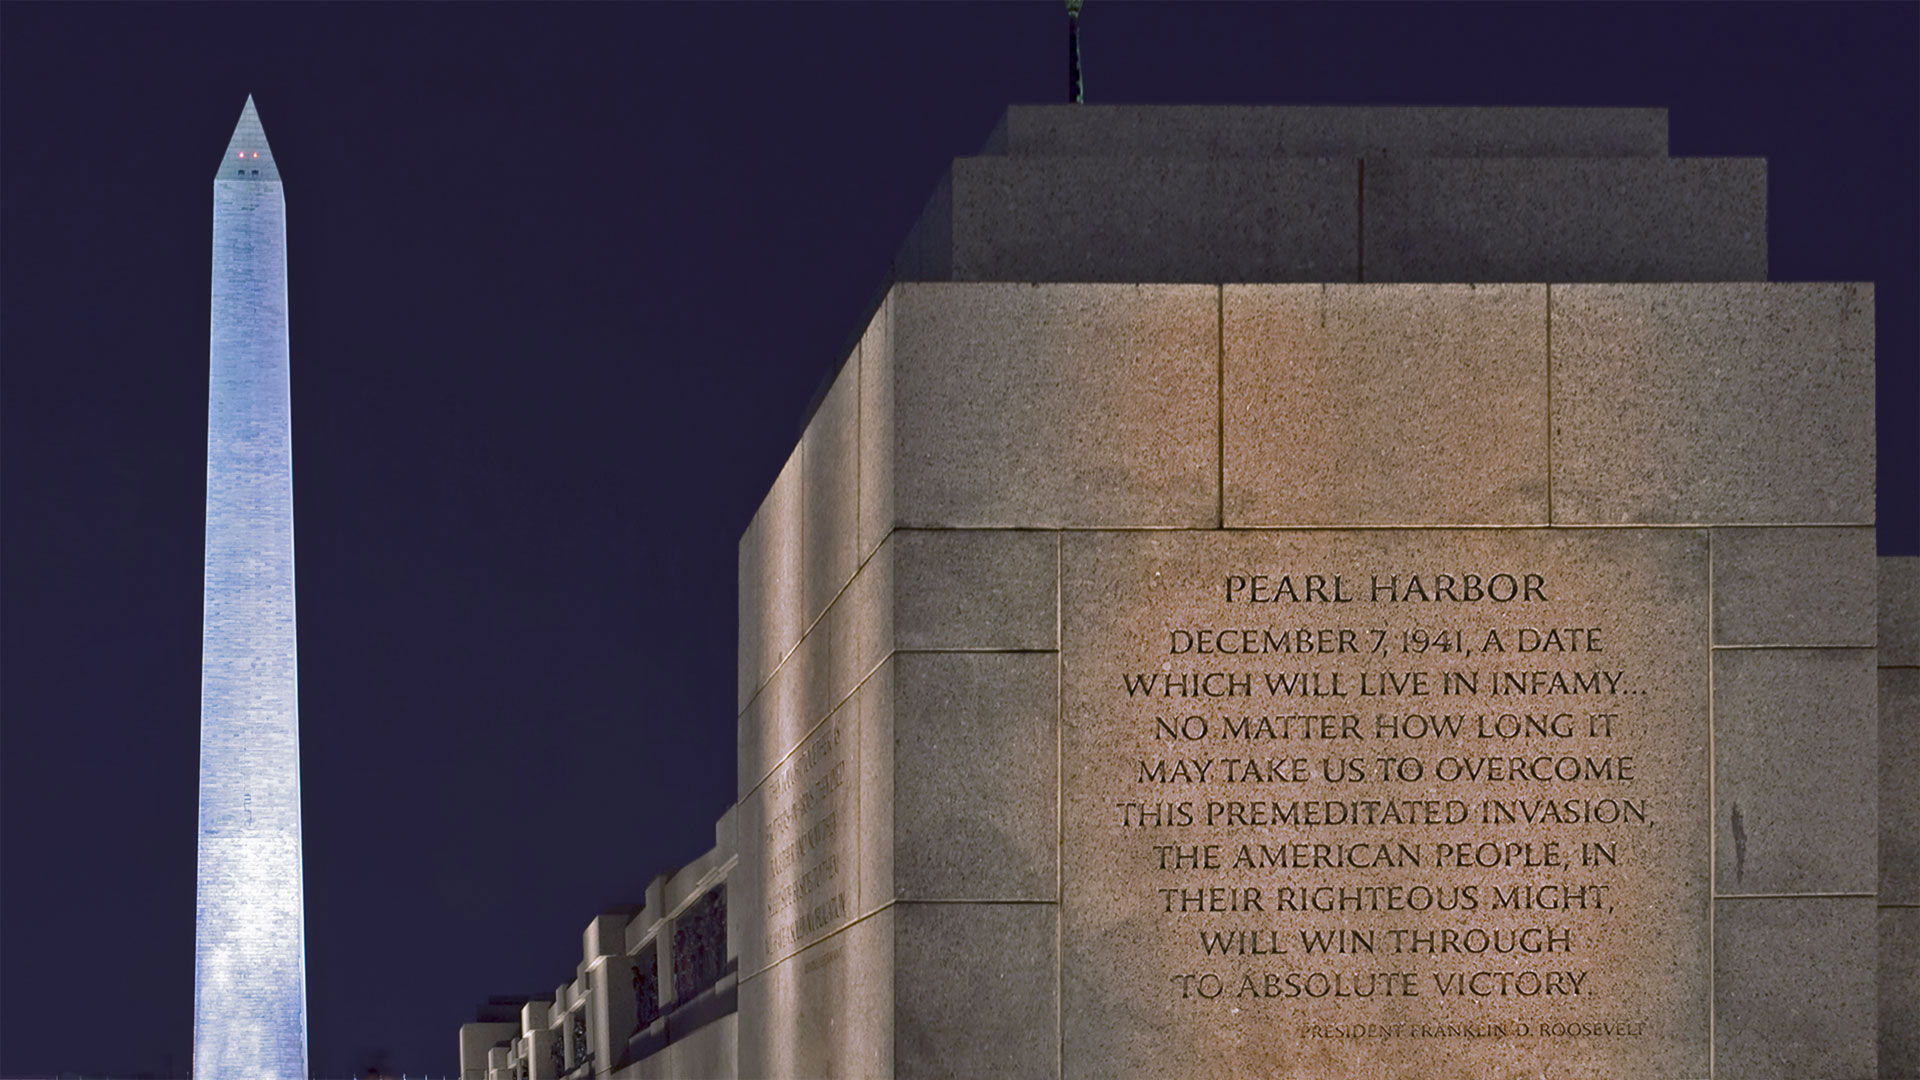 PEARL HARBOR
DECEMBER 7, 1941, A DATE
WHICH WILL LIVE IN INFAMY...
NO MATTER HOW LONG IT
MAY TAKE US TO OVERCOME
THIS PREMEDITATED INVASION,
THE AMERICAN PEOPLE, IN
THEIR RIGHTEOUS MIGHT,
WILL WIN THROUGH
TO ABSOLUTE VICTORY.
PRESIDENT FRANKLIN D. ROOSEVELT